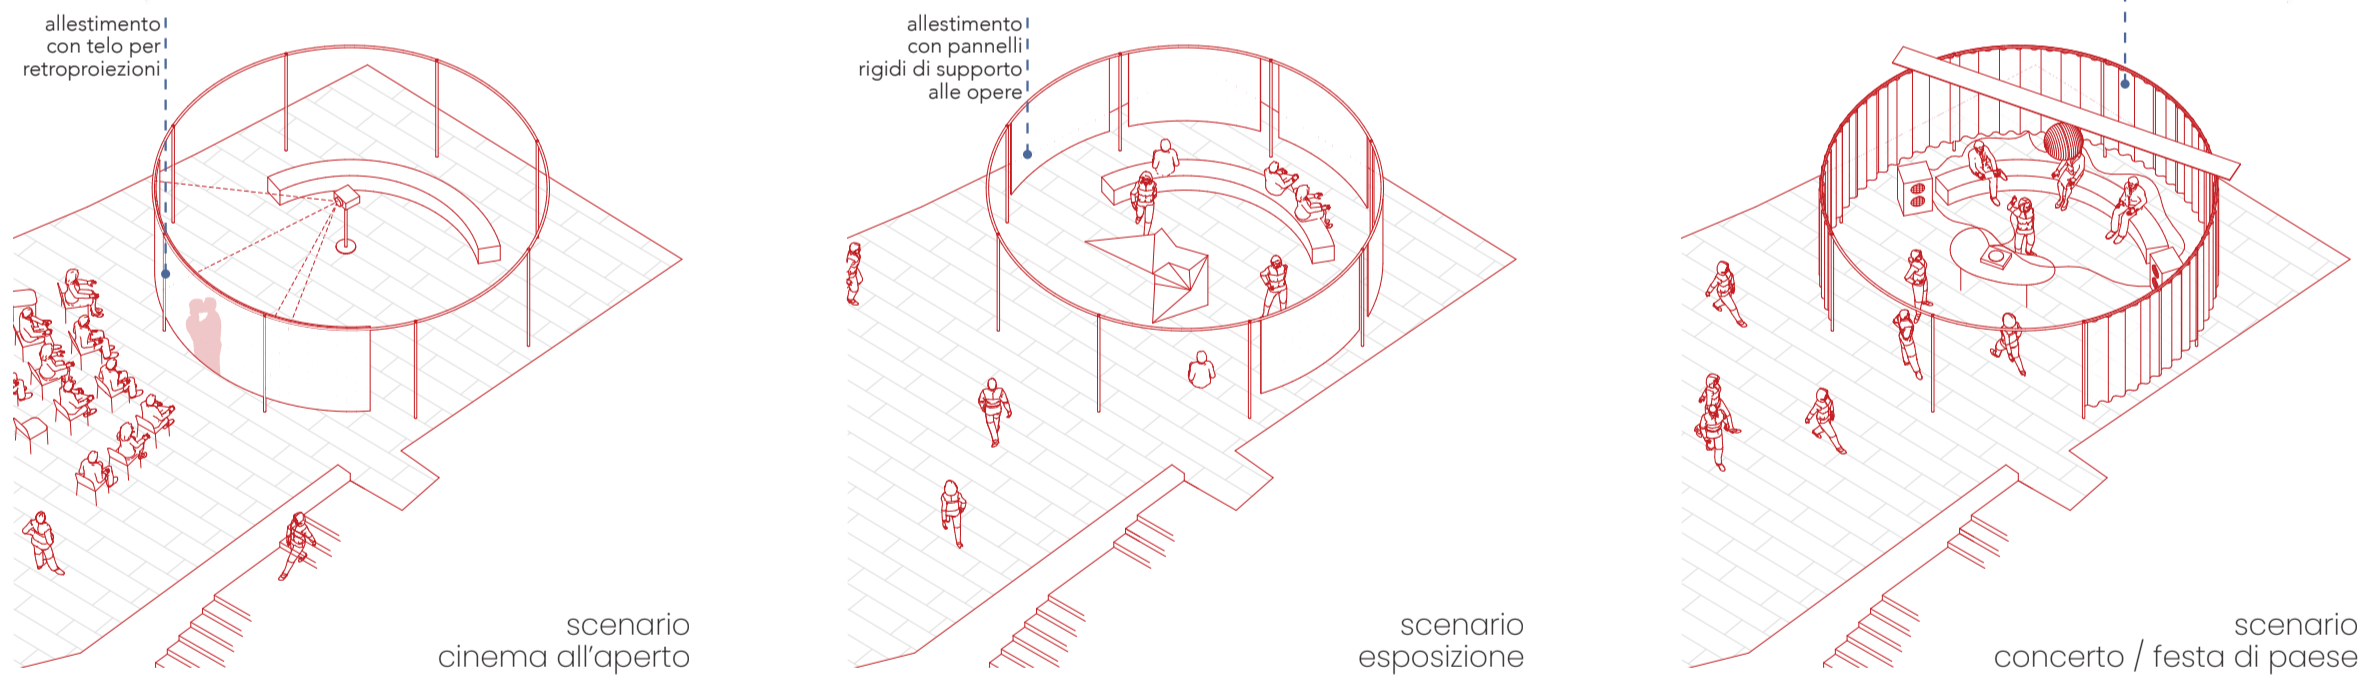 allestimento
con telo per
retroproiezioni
allestimento
con pannelli
rigidi di supporto
alle opere
scenario
cinema all'aperto
scenario
esposizione
scenario
concerto / festa di paese